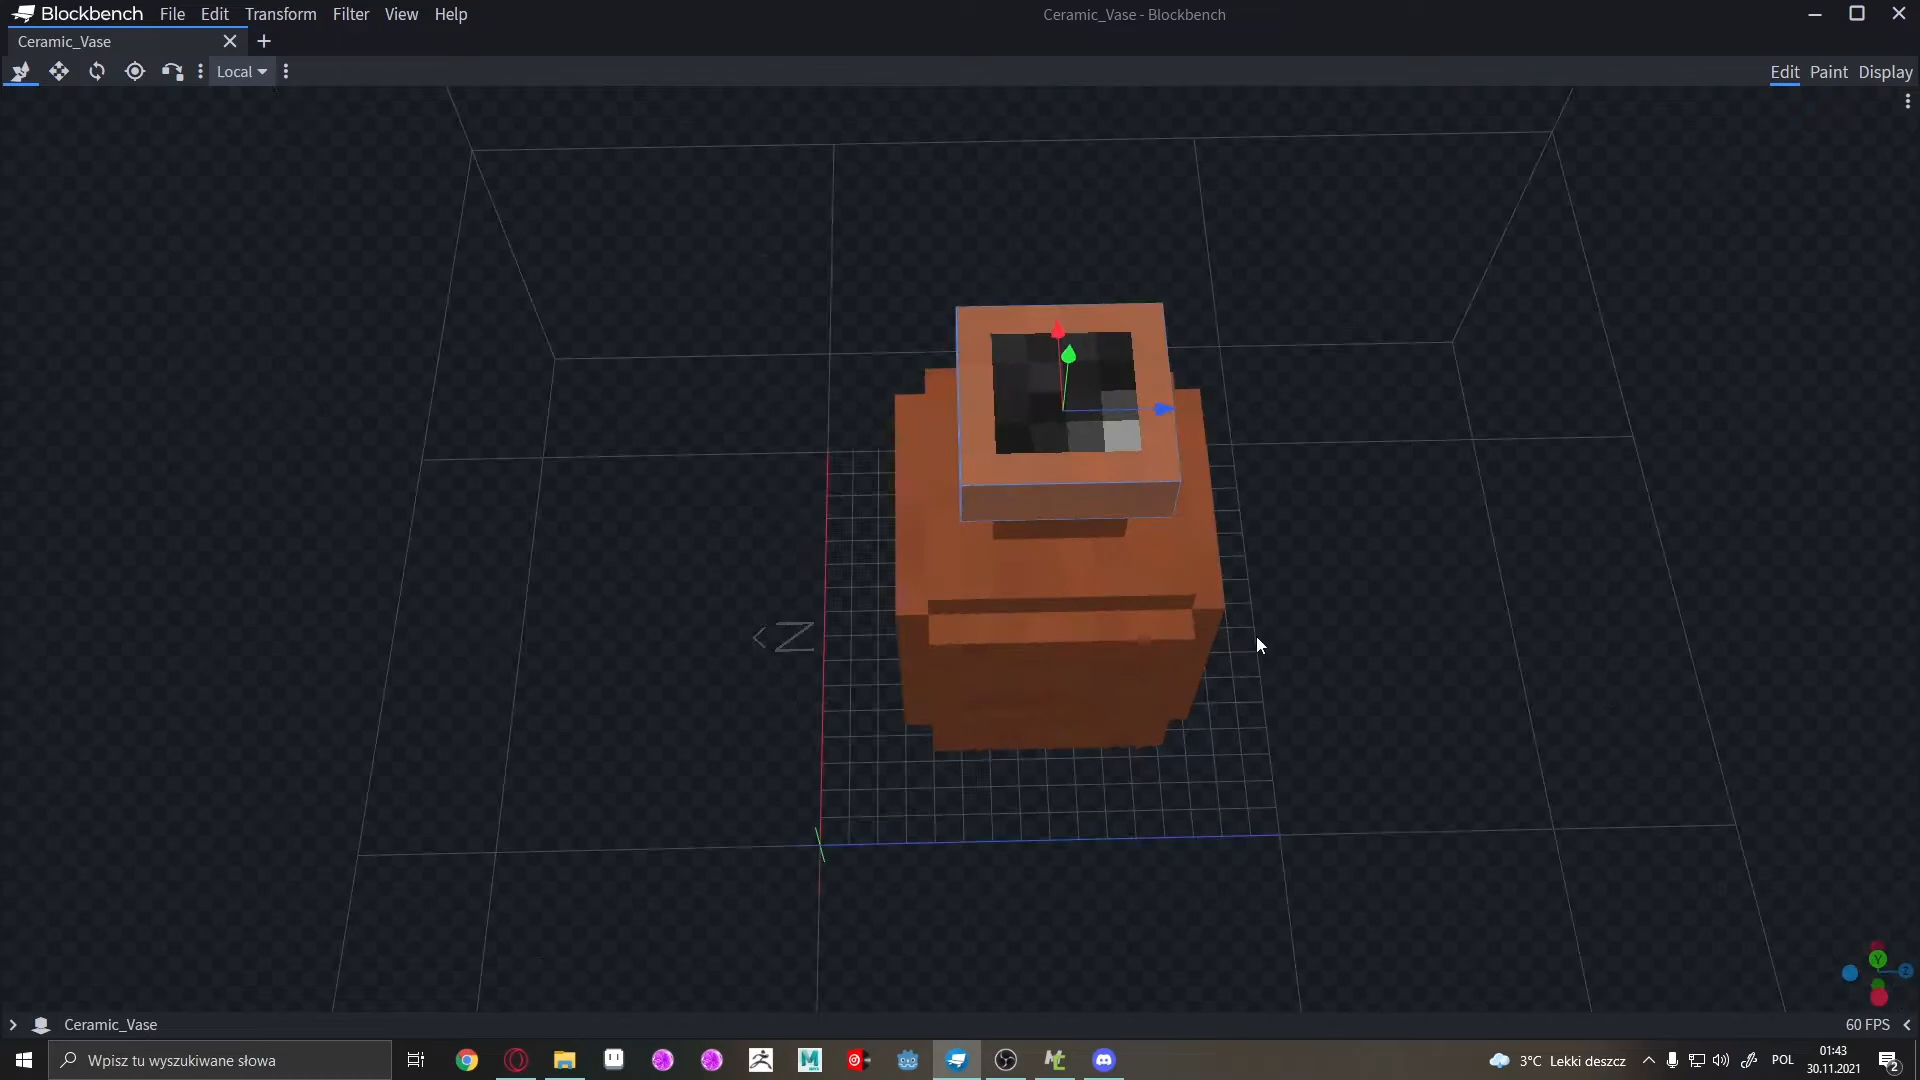 Blockbench File Edit Transform Filter View Help
Ceramic_Vase - Blockbench
Ceramic_Vase
Local
Edit Paint Display
<Z
Y
Z
Ceramic_Vase
60 FPS
Wpisz tu wyszukiwane słowa
3°C Lekki deszcz
POL
01:43
30.11.2021
2